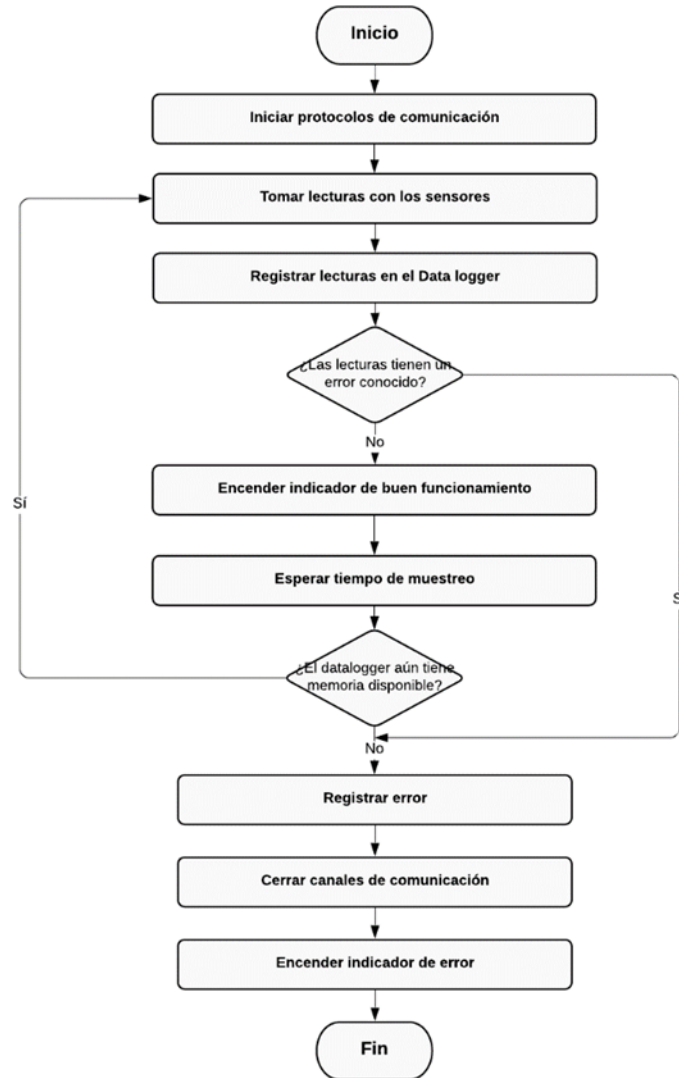 Inicio
Iniciar protocolos de comunicación
Tomar lecturas con los sensores
Registrar lecturas en el Data logger
¿Las lecturas tienen un
error conocido?
No
Encender indicador de buen funcionamiento
Sí
Esperar tiempo de muestreo
S
¿El datalogger aún tiene
memoria disponible?
No
Registrar error
Cerrar canales de comunicación
Encender indicador de error
Fin